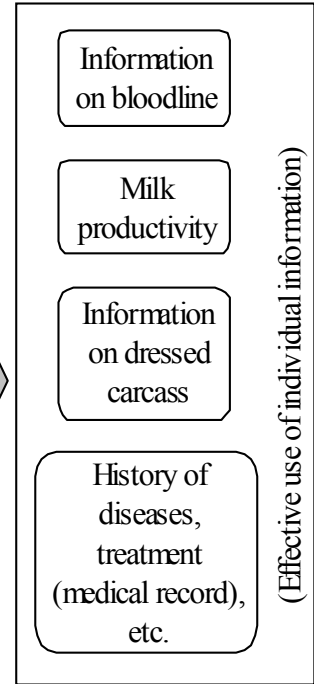 Information
on bloodline
Milk
productivity
Information
on dressed
carcass
History of
diseases,
treatment
(medical record),
etc.
(Effective use of individual information)